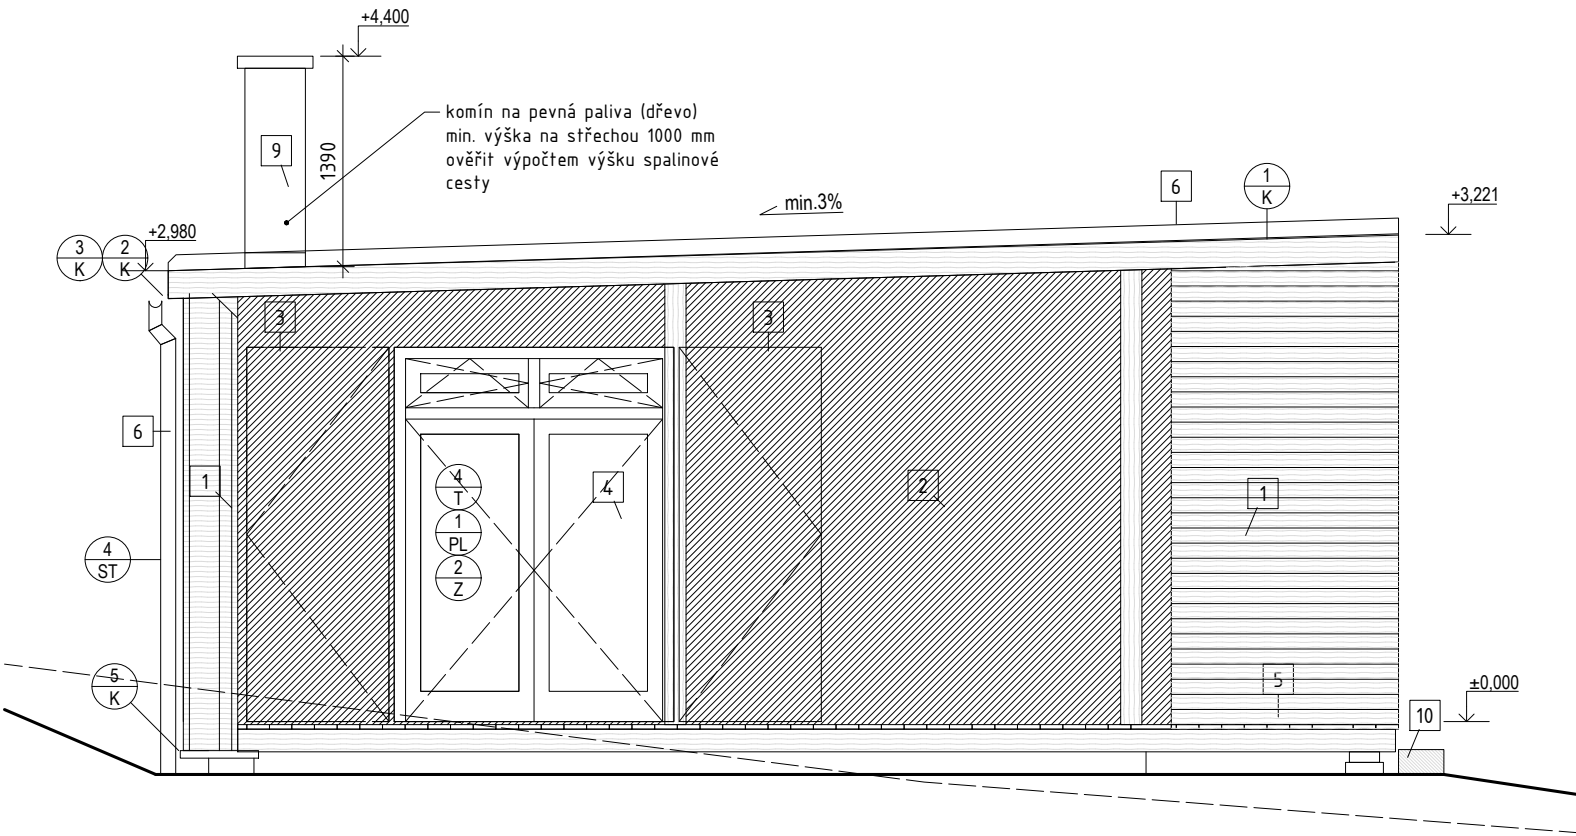 +4,400
komín na pevná paliva (dřevo)
min. výška na střechou 1000 mm
ověřit výpočtem výšku spalinové
cesty
9
1390
min.3%
6
1
K
+3,221
+2,980
3
K
2
K
3
3
6
1
4
T
1
PL
2
Z
4
2
1
4
ST
5
K
5
±0,000
10